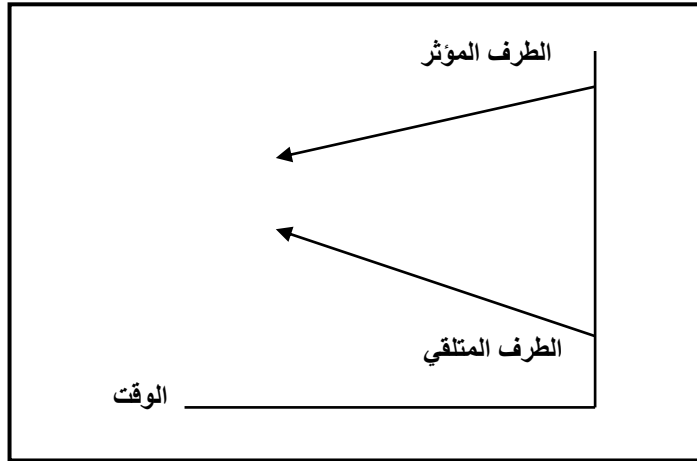 الطرف المؤثر
الطرف المتلقي
الوقت